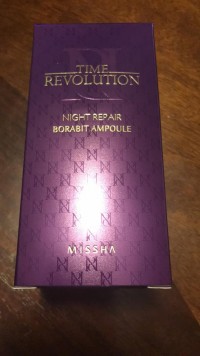 TIME
REVOLUTION
NIGHT REPAIR
BORABIT AMPOULE
MISSHA